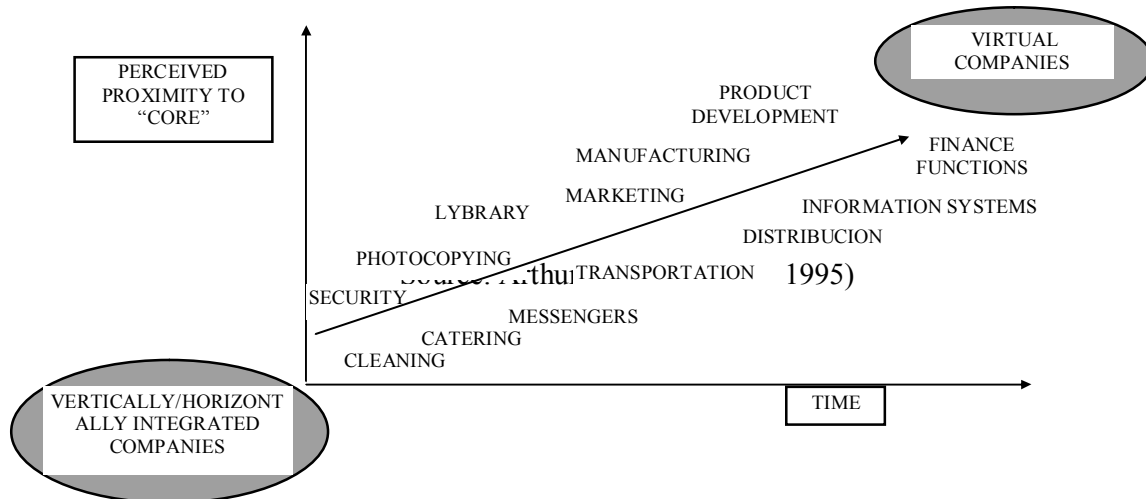 VIRTUAL
COMPANIES
PERCEIVED
PROXIMITY TO
“CORE”
PRODUCT
DEVELOPMENT
FINANCE
FUNCTIONS
MANUFACTURING
MARKETING
INFORMATION SYSTEMS
LYBRARY
DISTRIBUCION
PHOTOCOPYING
TRANSPORTATION
1995)
SECURITY
MESSENGERS
CATERING
CLEANING
VERTICALLY/HORIZONT
ALLY INTEGRATED
COMPANIES
TIME